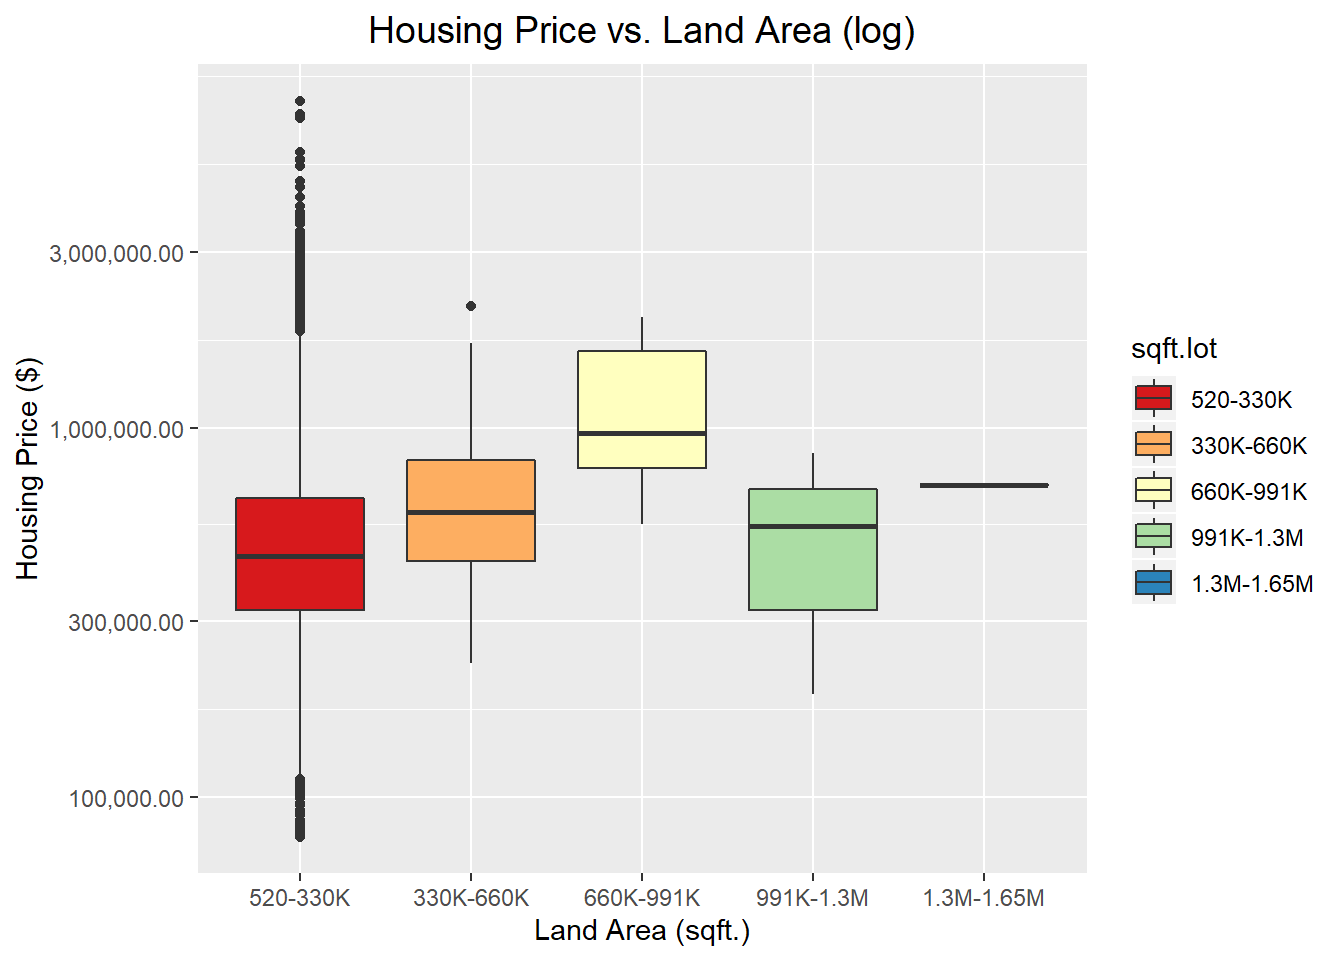 Housing Price vs. Land Area (log)
Housing Price ($)
3,000,000.00
1,000,000.00
300,000.00
100,000.00
520-330K 330K-660K 660K-991K 991K-1.3M 1.3M-1.65M
Land Area (sqft.)
sqft.lot
520-330K
330K-660K
660K-991K
991K-1.3M
1.3M-1.65M